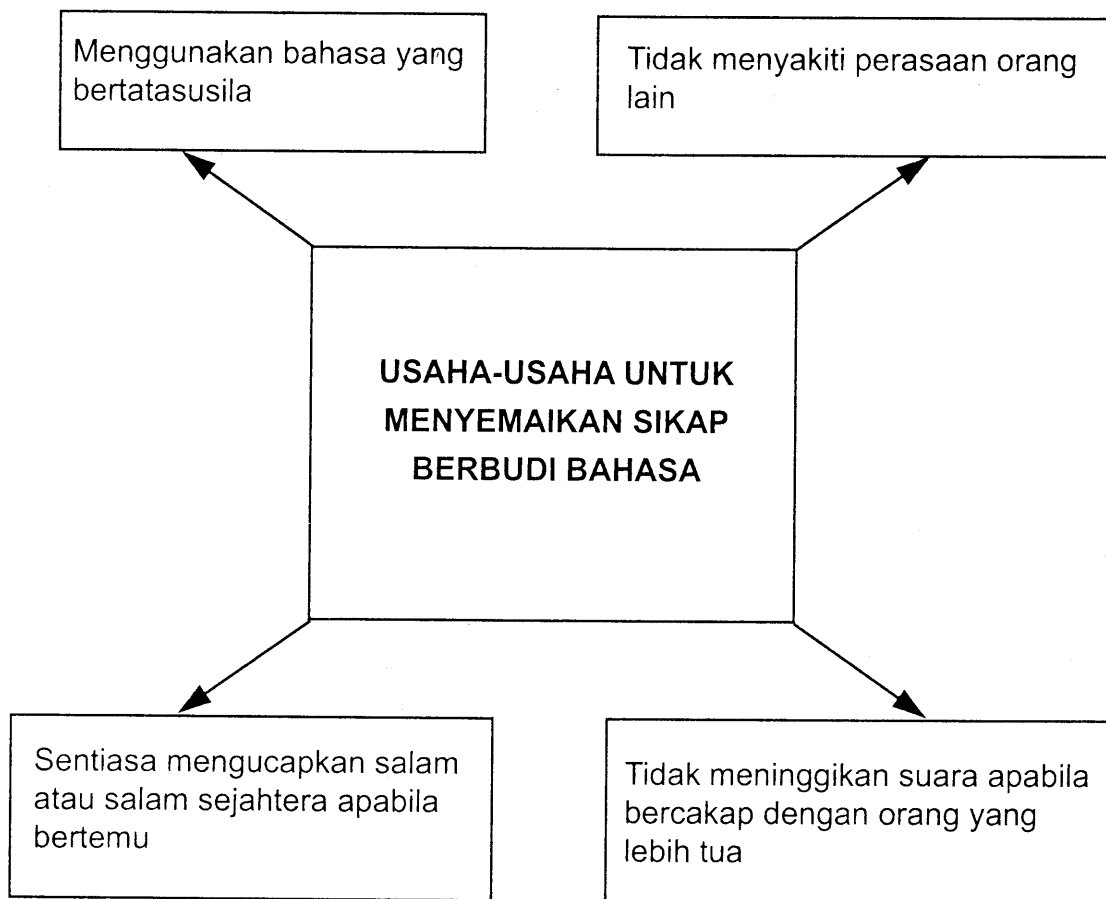 Menggunakan bahasa yang
bertatasusila
Tidak menyakiti perasaan orang
lain
USAHA-USAHA UNTUK
MENYEMAIKAN SIKAP
BERBUDI BAHASA
Sentiasa mengucapkan salam
atau salam sejahtera apabila
bertemu
Tidak meninggikan suara apabila
bercakap dengan orang yang
lebih tua